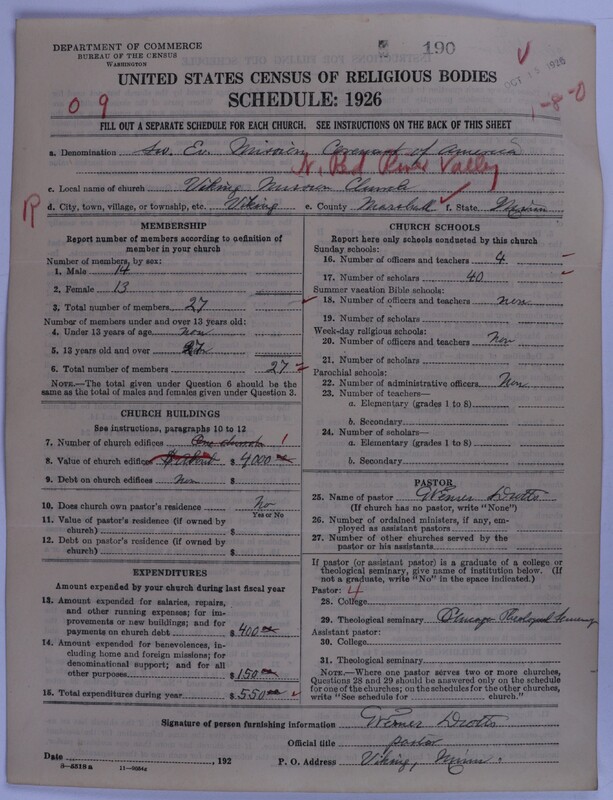 DEPARTMENT OF COMMERCE
BUREAU OF THE CENSUS
WASHINGTON
190
OCT 15 1926
UNITED STATES CENSUS OF RELIGIOUS BODIES
SCHEDULE: 1926
0 9
1-8-0
FILL OUT A SEPARATE SCHEDULE FOR EACH CHURCH. SEE INSTRUCTIONS ON THE BACK OF THIS SHEET
a. Denomination Sw. Ev. Mission Covenant of America
N. Red River Valley
c. Local name of church Viking Mission Church
R
d. City, town, village, or township, etc. Viking e. County Marshall f. State Minn
MEMBERSHIP
Report number of members according to definition of member in your church
Number of members, by sex:
1. Male 14
2. Female 13
3. Total number of members 27
Number of members under and over 13 years old:
4. Under 13 years of age non
5. 13 years old and over 27
6. Total number of members 27
NOTE.—The total given under Question 6 should be the same as the total of males and females given under Question 3.
CHURCH BUILDINGS
See instructions, paragraphs 10 to 12
7. Number of church edifices One church 1
8. Value of church edifices $ About $ 4000 00
9. Debt on church edifices Non $
10. Does church own pastor's residence No
Yes or No
11. Value of pastor's residence (if owned by church) $
12. Debt on pastor's residence (if owned by church) $
EXPENDITURES
Amount expended by your church during last fiscal year
13. Amount expended for salaries, repairs, and other running expenses; for improvements or new buildings; and for payments on church debt $ 400 00
14. Amount expended for benevolences, including home and foreign missions; for denominational support; and for all other purposes $ 150 00
15. Total expenditures during year $ 550 00
CHURCH SCHOOLS
Report here only schools conducted by this church
Sunday schools:
16. Number of officers and teachers 4
17. Number of scholars 40
Summer vacation Bible schools:
18. Number of officers and teachers non
19. Number of scholars
Week-day religious schools:
20. Number of officers and teachers Non
21. Number of scholars
Parochial schools:
22. Number of administrative officers Non
23. Number of teachers—
a. Elementary (grades 1 to 8)
b. Secondary
24. Number of scholars—
a. Elementary (grades 1 to 8)
b. Secondary
PASTOR
25. Name of pastor Werner Drotts
(If church has no pastor, write "None")
26. Number of ordained ministers, if any, employed as assistant pastors
27. Number of other churches served by the pastor or his assistants
If pastor (or assistant pastor) is a graduate of a college or theological seminary, give name of institution below. (If not a graduate, write "No" in the space indicated.)
Pastor: 4
28. College
29. Theological seminary Chicago Theological Seminary
Assistant pastor:
30. College
31. Theological seminary
NOTE.—Where one pastor serves two or more churches, Questions 28 and 29 should be answered only on the schedule for one of the churches; on the schedules for the other churches, write "See schedule for church."
Signature of person furnishing information Werner Drotts
Official title pastor
Date , 192 P. O. Address Viking, Minn.
8—5518 a